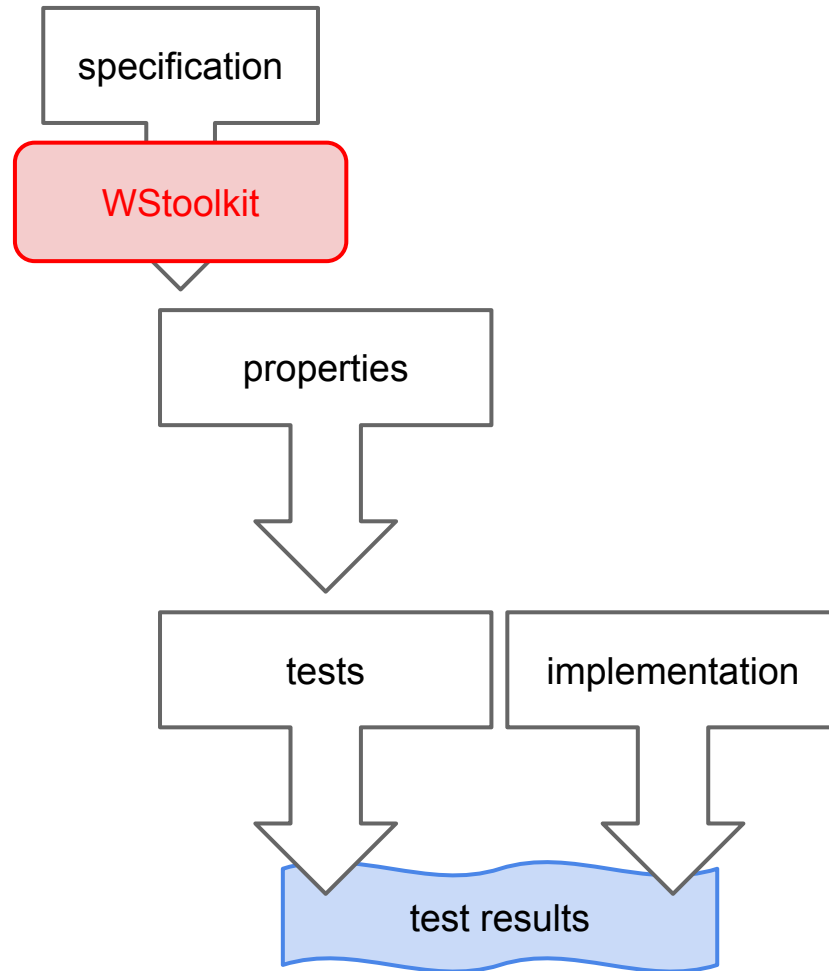 specification
WStoolkit
properties
tests
implementation
test results